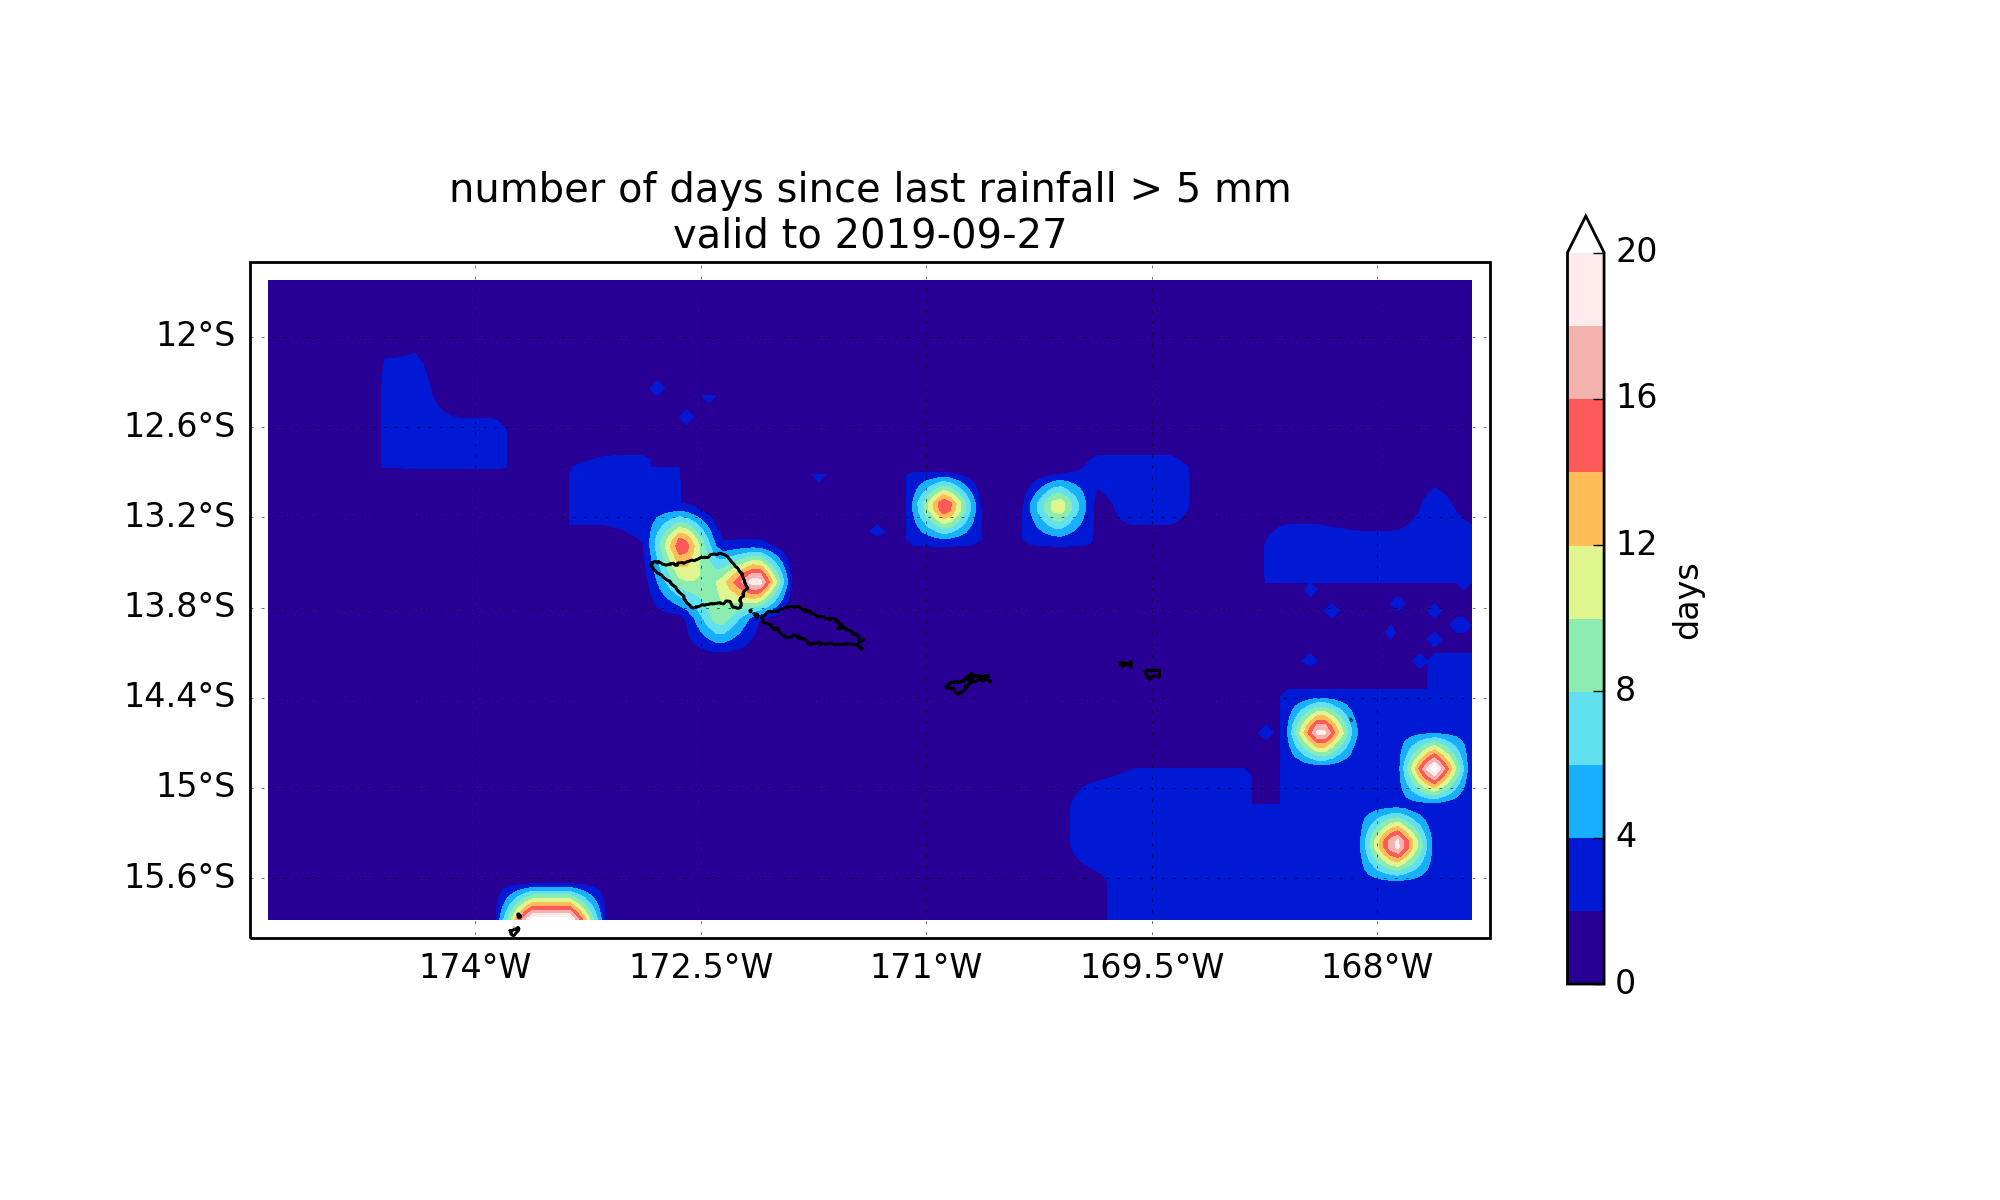 number of days since last rainfall > 5 mm
valid to 2019-09-27
12°S
12.6°S
13.2°S
13.8°S
14.4°S
15°S
15.6°S
174°W
172.5°W
171°W
169.5°W
168°W
20
16
12
8
4
0
days